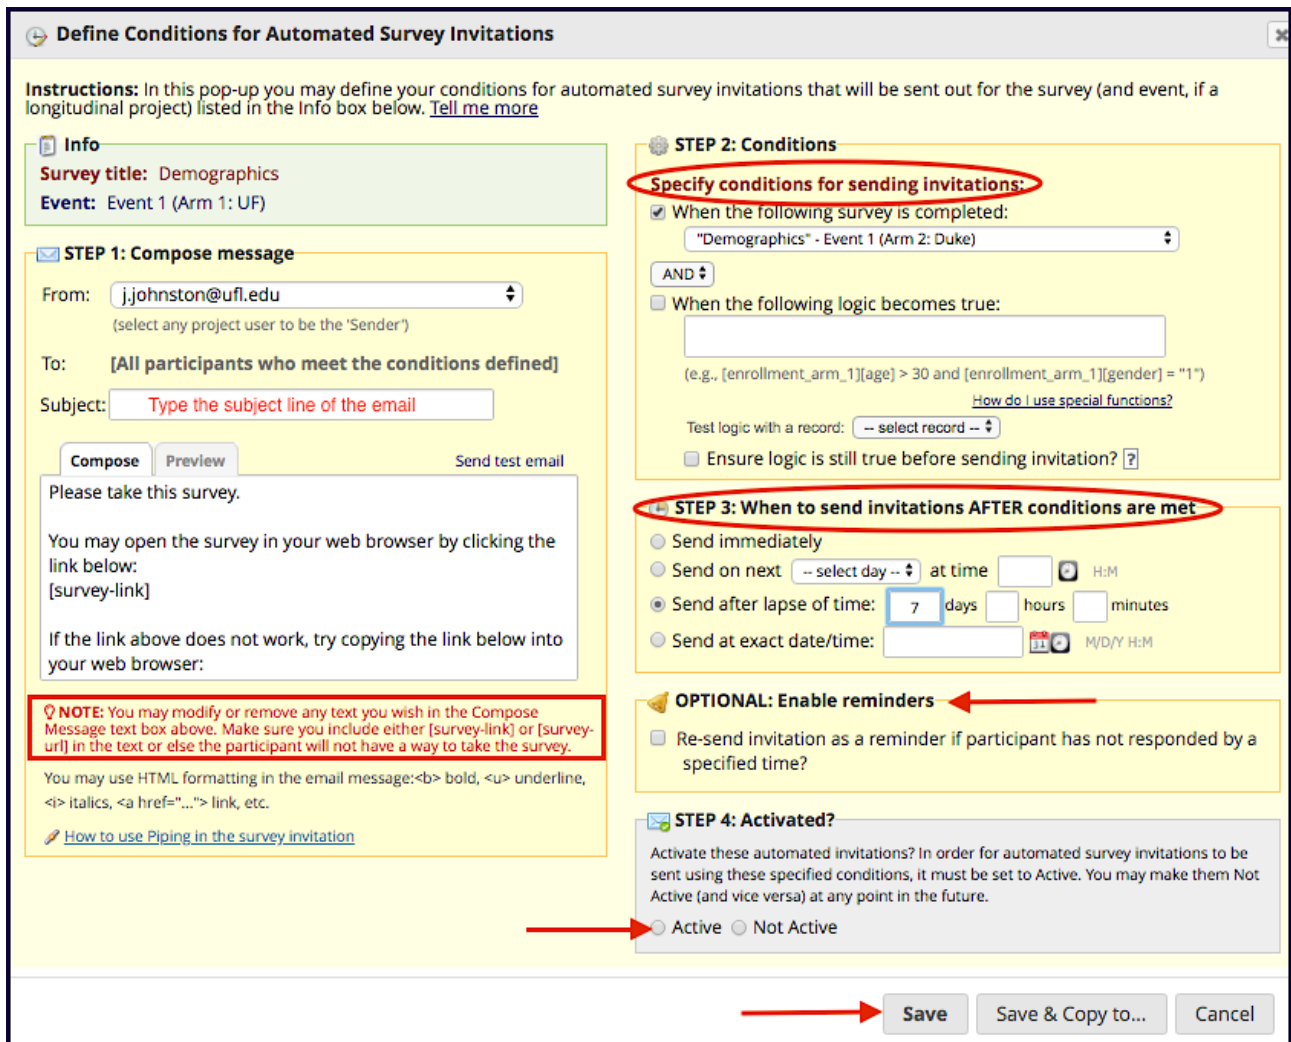 Define Conditions for Automated Survey Invitations
Instructions: In this pop-up you may define your conditions for automated survey invitations that will be sent out for the survey (and event, if a
longitudinal project) listed in the Info box below. Tell me more
Info
Survey title: Demographics
Event: Event 1 (Arm 1: UF)
STEP 1: Compose message
From: j.johnston@ufl.edu
(select any project user to be the 'Sender')
To: [All participants who meet the conditions defined]
Subject: Type the subject line of the email
Compose Preview Send test email
Please take this survey.
You may open the survey in your web browser by clicking the
link below:
[survey-link]
If the link above does not work, try copying the link below into
your web browser:
NOTE: You may modify or remove any text you wish in the Compose
Message text box above. Make sure you include either [survey-link] or [survey-
url] in the text or else the participant will not have a way to take the survey.
You may use HTML formatting in the email message:<b> bold, <u> underline,
<i> italics, <a href="..."> link, etc.
How to use Piping in the survey invitation
STEP 2: Conditions
Specify conditions for sending invitations:
When the following survey is completed:
"Demographics" - Event 1 (Arm 2: Duke)
AND
When the following logic becomes true:
(e.g., [enrollment_arm_1][age] > 30 and [enrollment_arm_1][gender] = "1")
How do I use special functions?
Test logic with a record: -- select record --
Ensure logic is still true before sending invitation? ?
STEP 3: When to send invitations AFTER conditions are met
Send immediately
Send on next -- select day -- at time H:M
Send after lapse of time: 7 days hours minutes
Send at exact date/time: 31 M/D/Y H:M
OPTIONAL: Enable reminders
Re-send invitation as a reminder if participant has not responded by a
specified time?
STEP 4: Activated?
Activate these automated invitations? In order for automated survey invitations to be
sent using these specified conditions, it must be set to Active. You may make them Not
Active (and vice versa) at any point in the future.
Active Not Active
Save Save & Copy to... Cancel